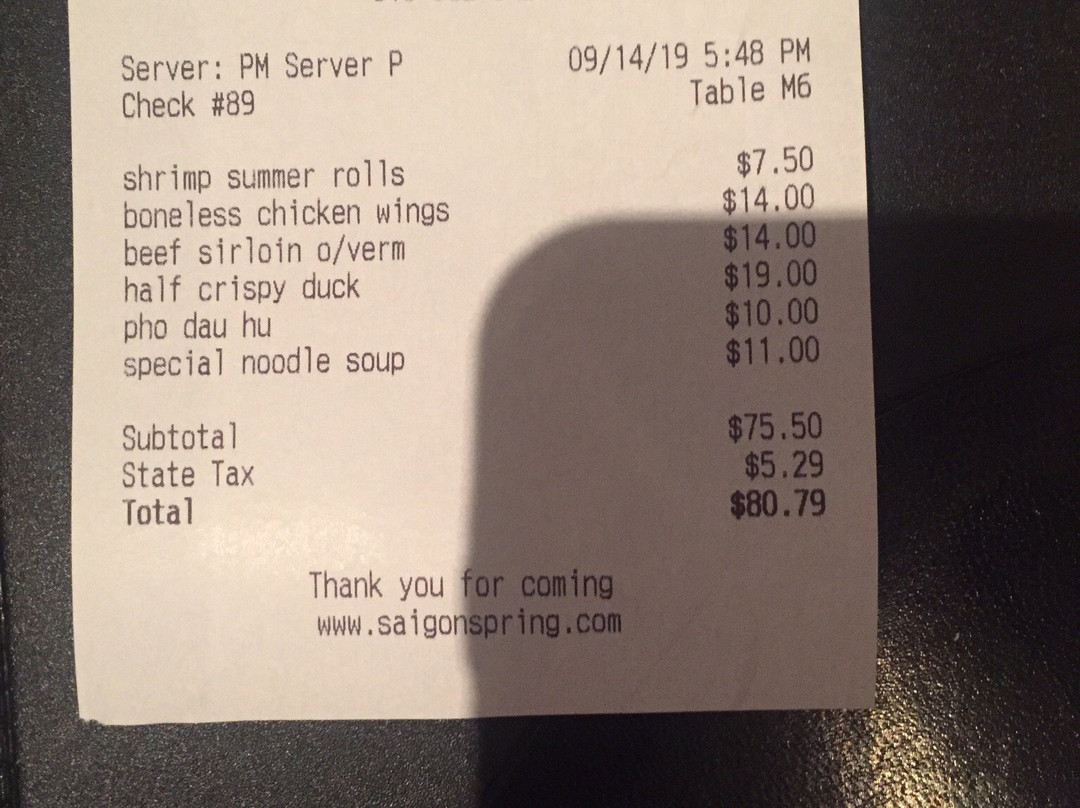 Server: PM Server P 09/14/19 5:48 PM
Check #89 Table M6
shrimp summer rolls $7.50
boneless chicken wings $14.00
beef sirloin o/verm $14.00
half crispy duck $19.00
pho dau hu $10.00
special noodle soup $11.00
Subtotal $75.50
State Tax $5.29
Total $80.79
Thank you for coming
www.saigonspring.com